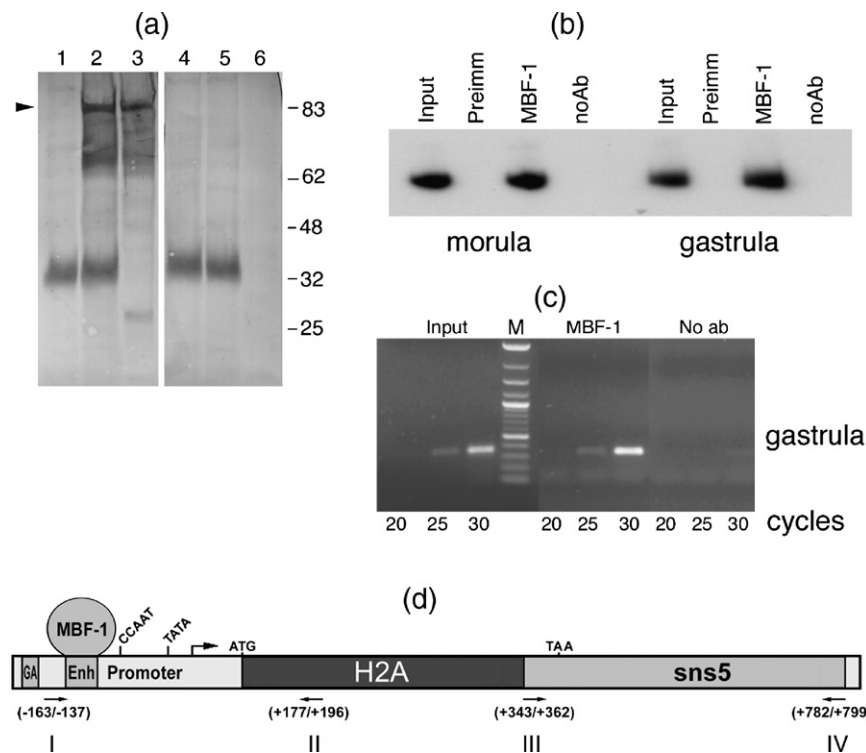 (a)
1 2 3 4 5 6
-83
-62
-48
-32
-25
(b)
Input Preimm MBF-1 noAb Input Preimm MBF-1 noAb
morula gastrula
(c)
Input M MBF-1 No ab
gastrula
20 25 30 20 25 30 20 25 30 cycles
(d)
MBF-1 CCAAT TATA ATG TAA
GA Enh Promoter H2A sns5
(-163/-137) (+177/+196) (+343/+362) (+782/+799)
I II III IV